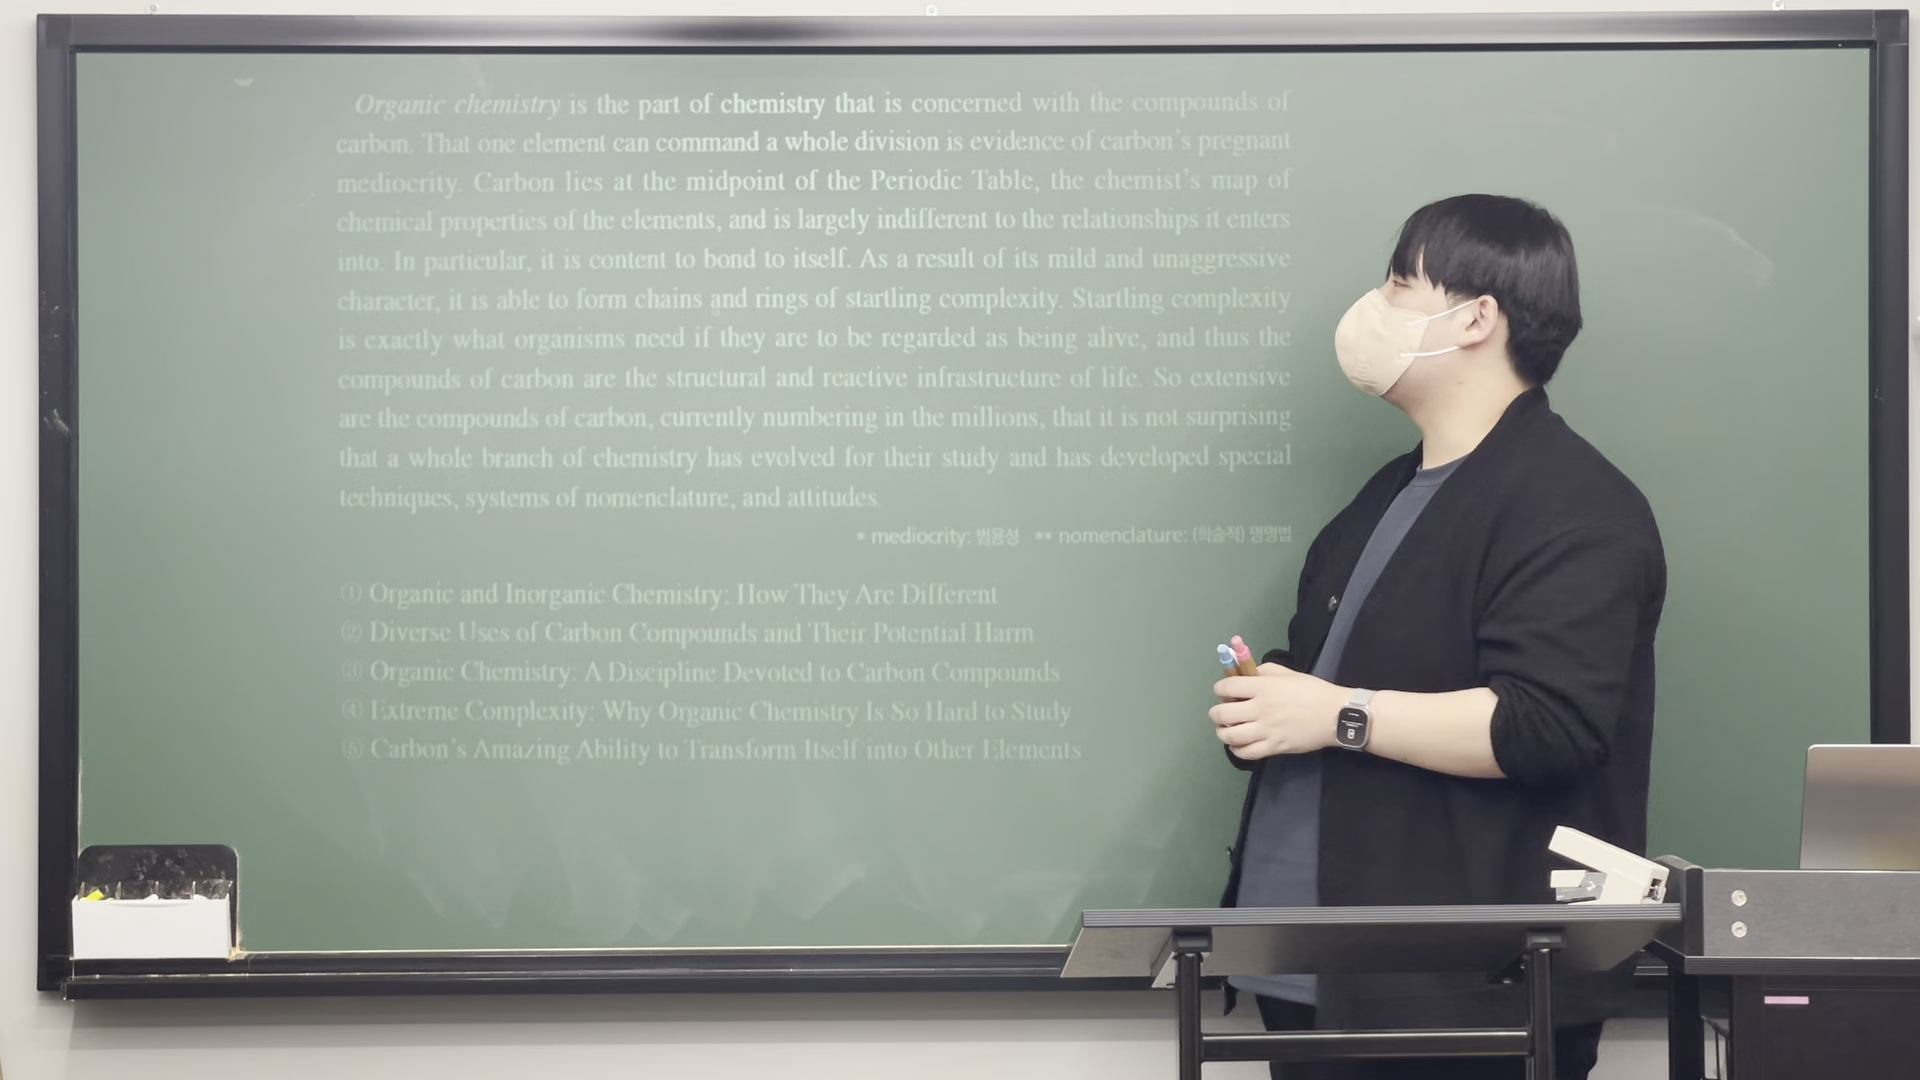 Organic chemistry is the part of chemistry that is concerned with the compounds of
carbon. That one element can command a whole division is evidence of carbon's pregnant
mediocrity. Carbon lies at the midpoint of the Periodic Table, the chemist's map of
chemical properties of the elements, and is largely indifferent to the relationships it enters
into. In particular, it is content to bond to itself. As a result of its mild and unaggressive
character, it is able to form chains and rings of startling complexity. Startling complexity
is exactly what organisms need if they are to be regarded as being alive, and thus the
compounds of carbon are the structural and reactive infrastructure of life. So extensive
are the compounds of carbon, currently numbering in the millions, that it is not surprising
that a whole branch of chemistry has evolved for their study and has developed special
techniques, systems of nomenclature, and attitudes.
* mediocrity: 범용성 ** nomenclature: (학술적) 명명법
① Organic and Inorganic Chemistry: How They Are Different
② Diverse Uses of Carbon Compounds and Their Potential Harm
③ Organic Chemistry: A Discipline Devoted to Carbon Compounds
④ Extreme Complexity: Why Organic Chemistry Is So Hard to Study
⑤ Carbon's Amazing Ability to Transform Itself into Other Elements